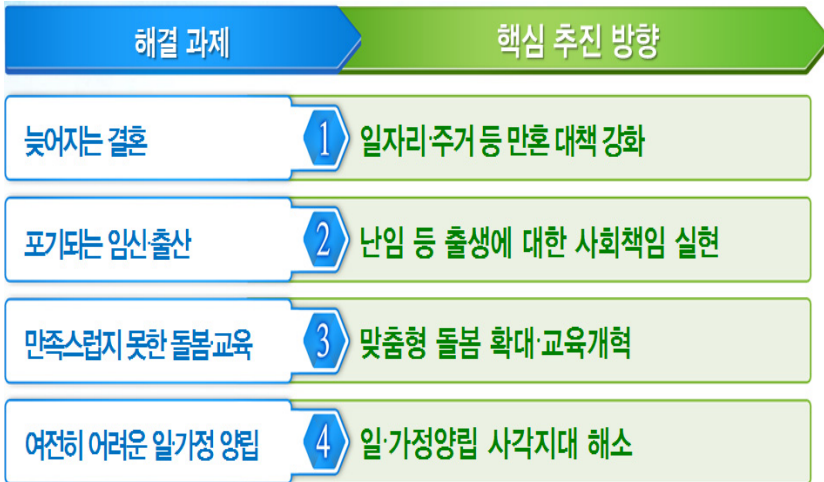 해결 과제
핵심 추진 방향
늦어지는 결혼
1
일자리·주거 등 만혼 대책 강화
포기되는 임신·출산
2
난임 등 출생에 대한 사회책임 실현
만족스럽지 못한 돌봄·교육
3
맞춤형 돌봄 확대·교육개혁
여전히 어려운 일·가정 양립
4
일·가정양립 사각지대 해소